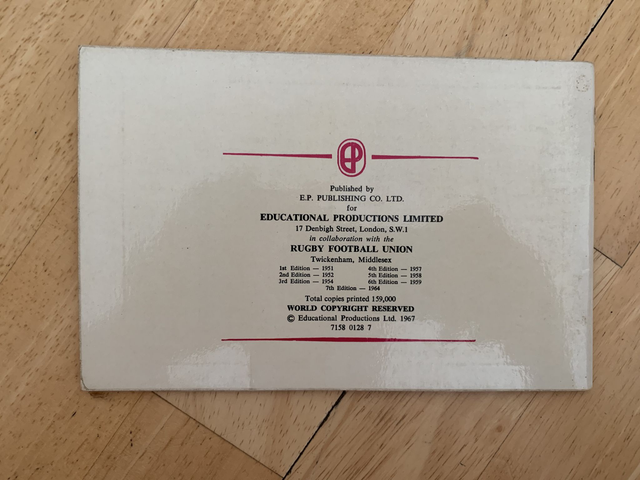 EP
Published by
E.P. PUBLISHING CO. LTD.
for
EDUCATIONAL PRODUCTIONS LIMITED
17 Denbigh Street, London, S.W.1
in collaboration with the
RUGBY FOOTBALL UNION
Twickenham, Middlesex
1st Edition — 1951 4th Edition — 1957
2nd Edition — 1952 5th Edition — 1958
3rd Edition — 1954 6th Edition — 1959
7th Edition — 1964
Total copies printed 159,000
WORLD COPYRIGHT RESERVED
© Educational Productions Ltd. 1967
7158 0128 7